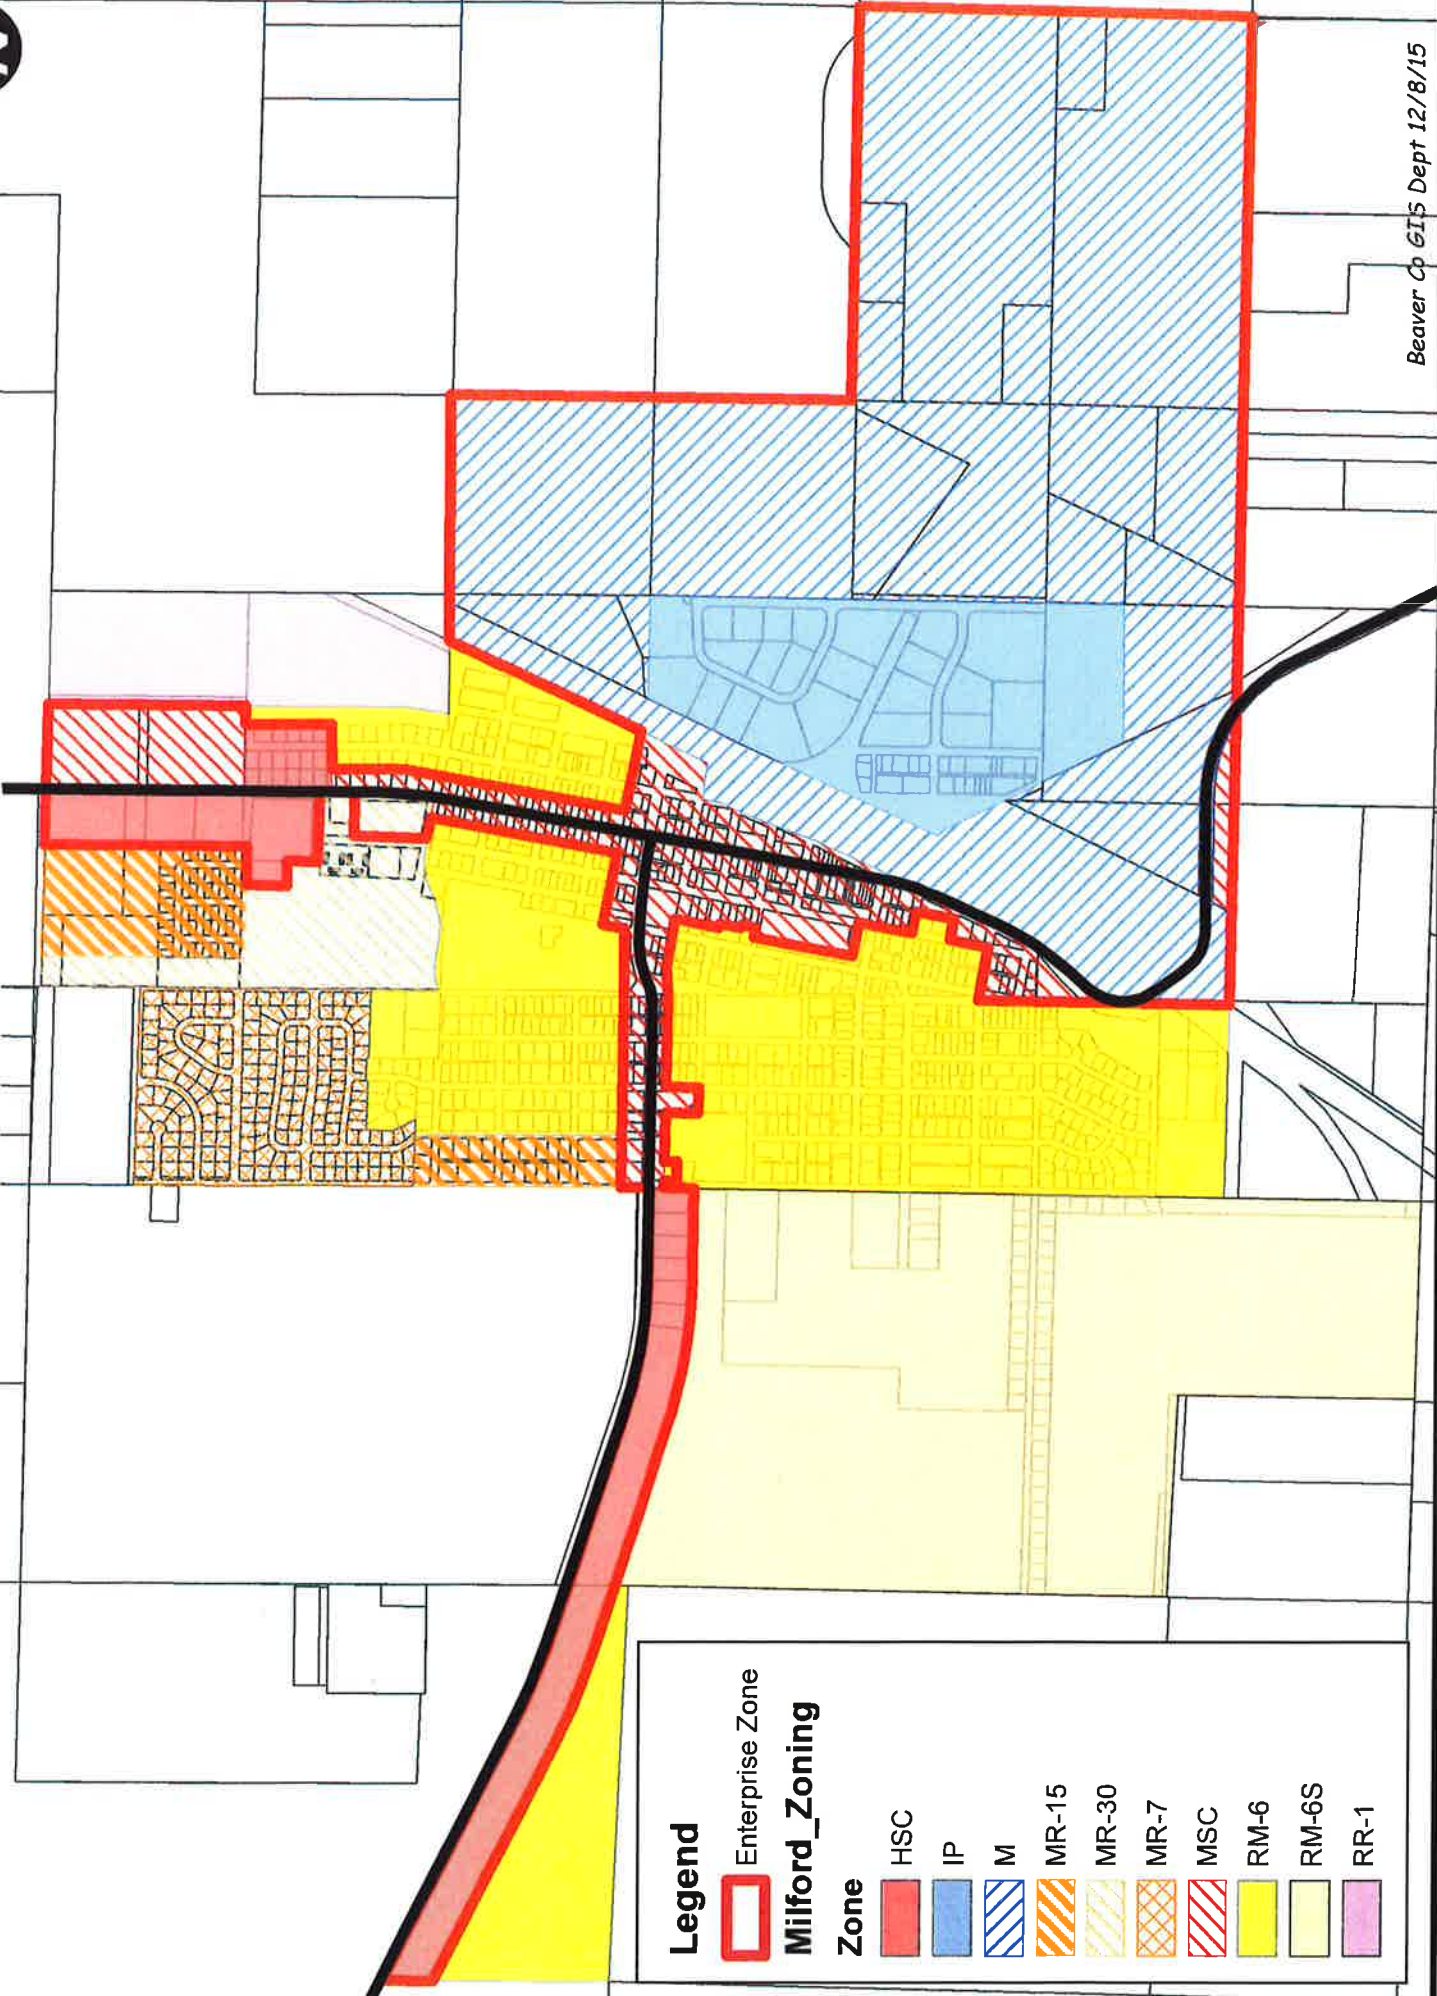 Legend
Enterprise Zone
Milford_Zoning
Zone
HSC
IP
M
MR-15
MR-30
MR-7
MSC
RM-6
RM-6S
RR-1
Beaver Co GIS Dept 12/8/15